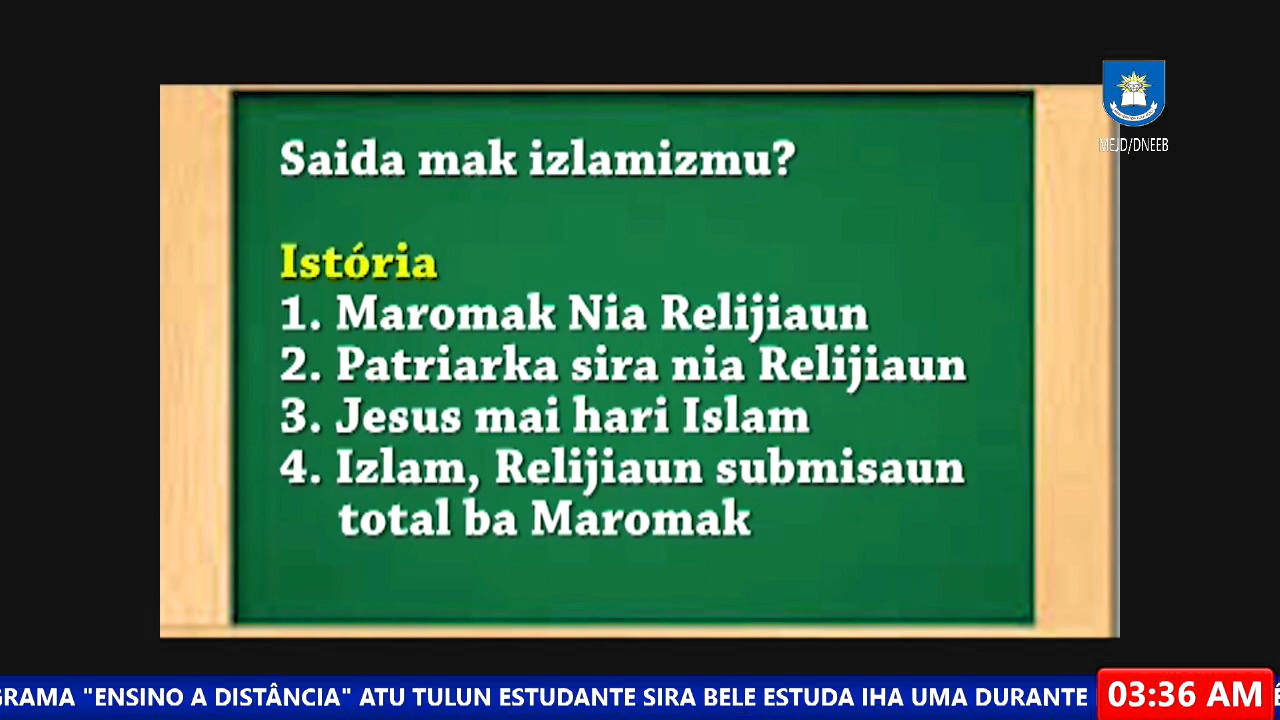 Saida mak izlamizmu?
Istória
1. Maromak Nia Relijiaun
2. Patriarka sira nia Relijiaun
3. Jesus mai hari Islam
4. Izlam, Relijiaun submisaun
total ba Maromak
MEJD/DNEEB
"ENSINO A DISTÂNCIA" ATU TULUN ESTUDANTE SIRA BELE ESTUDA IHA UMA DURANTE
03:36 AM